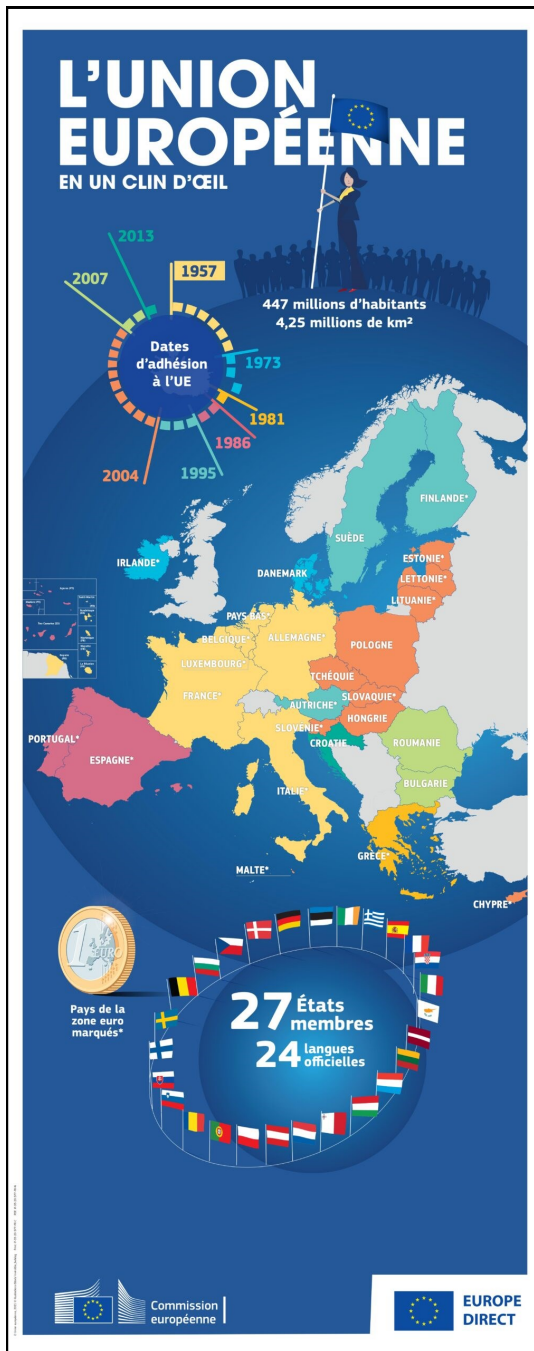 L'UNION
EUROPÉENNE
EN UN CLIN D'ŒIL
447 millions d'habitants
4,25 millions de km²
2013
1957
2007
Dates
d'adhésion
à l'UE
1973
1981
1986
2004
1995
FINLANDE*
SUÈDE
ESTONIE*
IRLANDE*
DANEMARK
LETTONIE*
LITUANIE*
PAYS-BAS*
BELGIQUE*
ALLEMAGNE*
POLOGNE
LUXEMBOURG*
TCHÉQUIE
FRANCE*
SLOVAQUIE*
AUTRICHE*
HONGRIE
SLOVÉNIE*
PORTUGAL*
CROATIE
ROUMANIE
ESPAGNE*
BULGARIE
ITALIE*
GRÈCE*
MALTE*
CHYPRE*
1
EURO
Pays de la
zone euro
marqués*
27 États
membres
24 langues
officielles
Commission
européenne
EUROPE
DIRECT